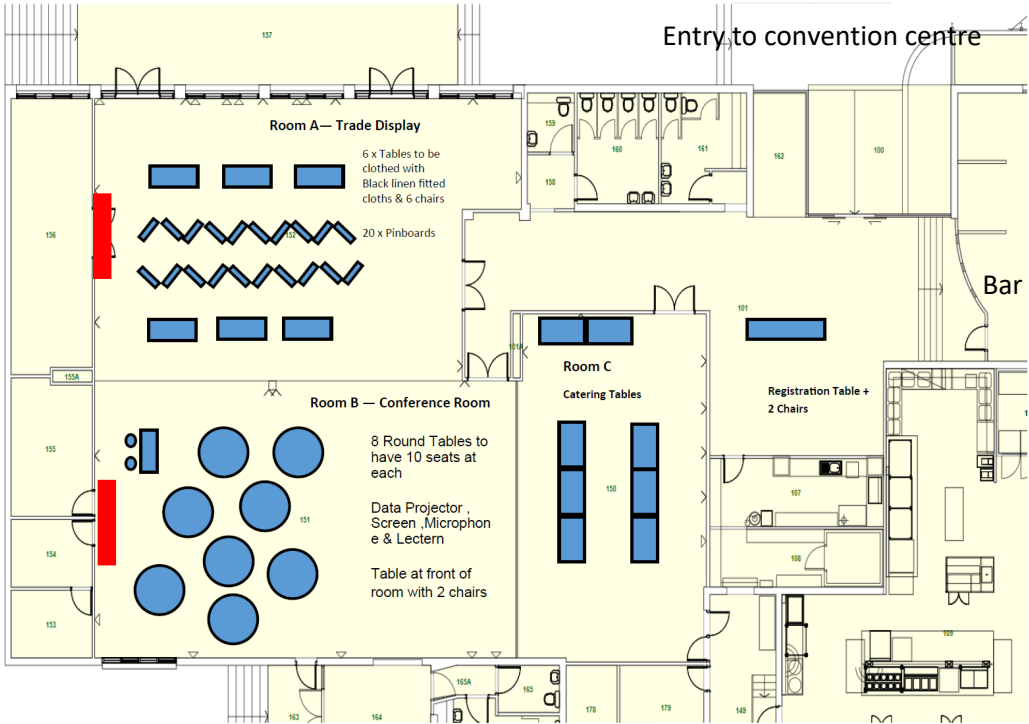 Entry to convention centre
157
Room A— Trade Display
6 x Tables to be
clothed with
Black linen fitted
cloths & 6 chairs
20 x Pinboards
152
156
159
158
160
161
162
100
Bar
101
101A
Room C
Catering Tables
Registration Table +
2 Chairs
155A
Room B — Conference Room
8 Round Tables to
have 10 seats at
each
Data Projector ,
Screen ,Microphon
e & Lectern
Table at front of
room with 2 chairs
155
151
150
107
154
108
153
109
165A
165
163
164
178
179
149